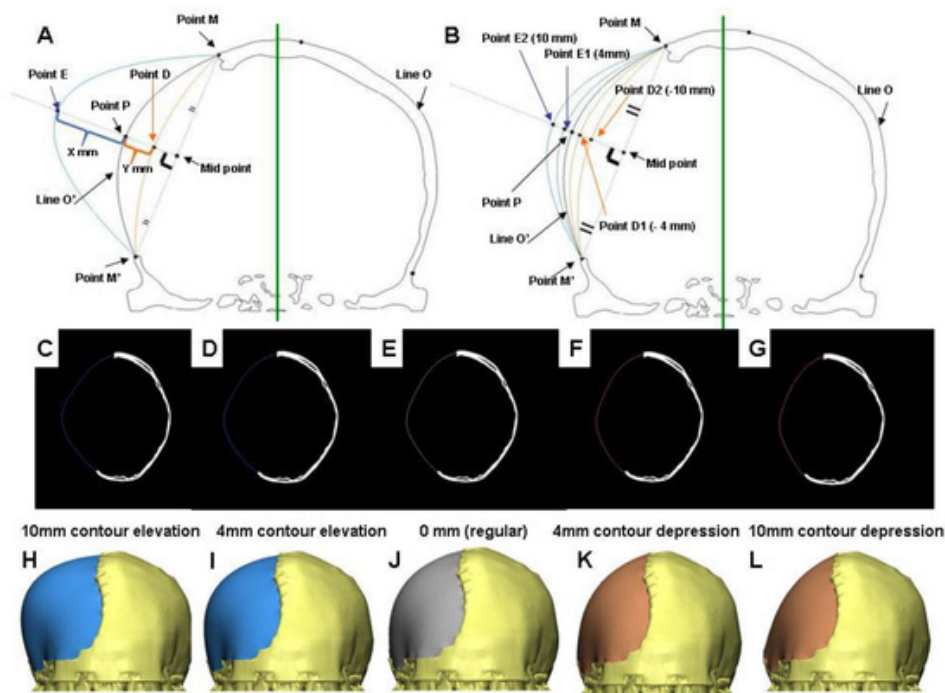 A
Point M
Point E
Point D
Point P
Line O
X mm
Y mm
Mid point
Line O'
Point M'
B
Point M
Point E2 (10 mm)
Point E1 (4mm)
Point D2 (-10 mm)
Line O
Mid point
Point P
Point D1 (- 4 mm)
Line O'
Point M'
C
D
E
F
G
10mm contour elevation
4mm contour elevation
0 mm (regular)
4mm contour depression
10mm contour depression
H
I
J
K
L